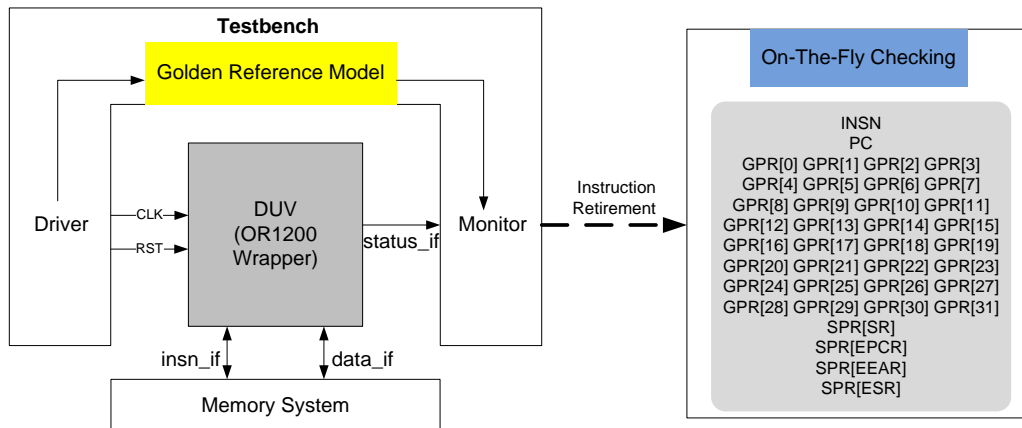 Testbench
Golden Reference Model
Driver
CLK
RST
DUV
(OR1200
Wrapper)
status_if
Monitor
insn_if
data_if
Memory System
Instruction
Retirement
On-The-Fly Checking
INSN
PC
GPR[0] GPR[1] GPR[2] GPR[3]
GPR[4] GPR[5] GPR[6] GPR[7]
GPR[8] GPR[9] GPR[10] GPR[11]
GPR[12] GPR[13] GPR[14] GPR[15]
GPR[16] GPR[17] GPR[18] GPR[19]
GPR[20] GPR[21] GPR[22] GPR[23]
GPR[24] GPR[25] GPR[26] GPR[27]
GPR[28] GPR[29] GPR[30] GPR[31]
SPR[SR]
SPR[EPCR]
SPR[EEAR]
SPR[ESR]